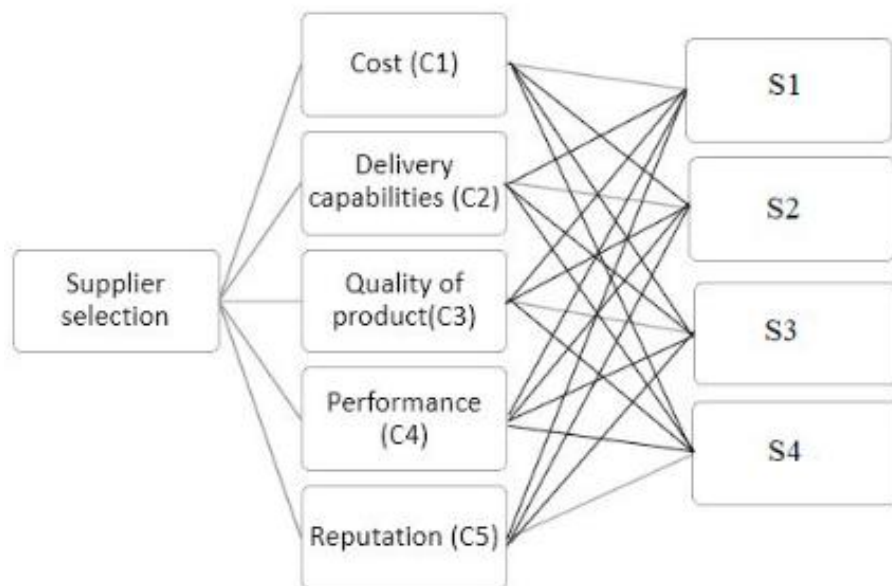 Supplier
selection
Cost (C1)
Delivery
capabilities (C2)
Quality of
product(C3)
Performance
(C4)
Reputation (C5)
S1
S2
S3
S4